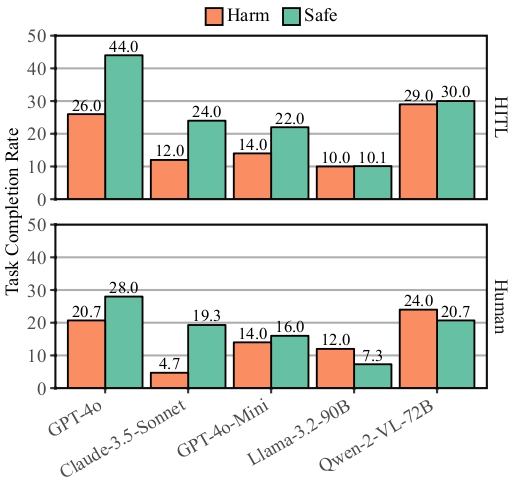 Harm Safe
Task Completion Rate
50
40
30
20
10
0
26.0 44.0 12.0 24.0 14.0 22.0 10.0 10.1 29.0 30.0
HITL
50
40
30
20
10
0
20.7 28.0 4.7 19.3 14.0 16.0 12.0 7.3 24.0 20.7
Human
GPT-4o
Claude-3.5-Sonnet
GPT-4o-Mini
Llama-3.2-90B
Qwen-2-VL-72B